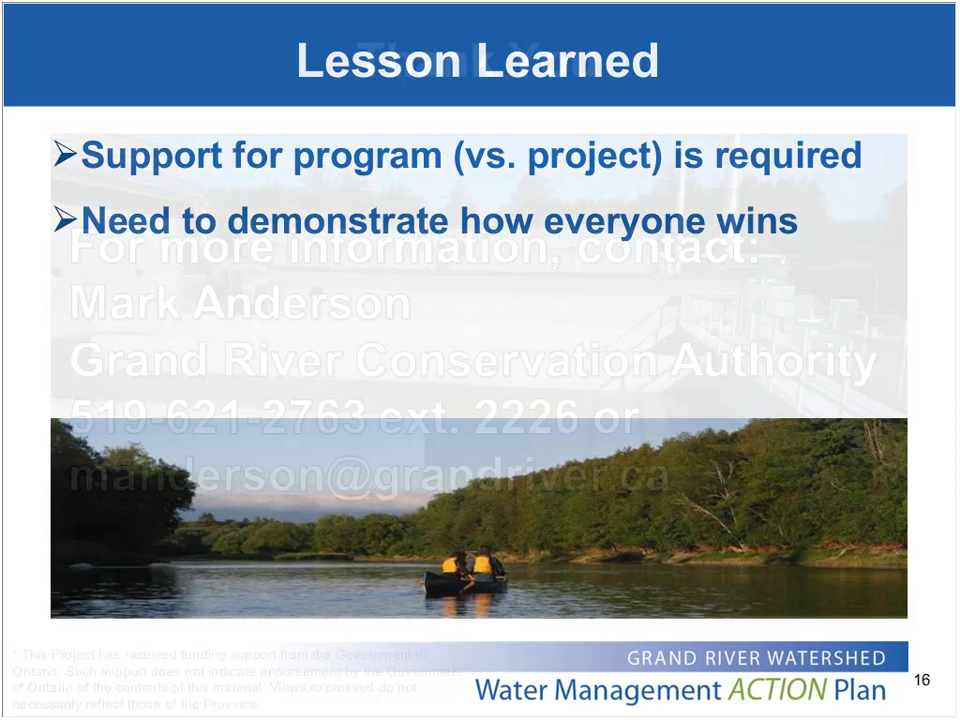 Lesson Learned
Thank You
➢Support for program (vs. project) is required
➢Need to demonstrate how everyone wins
For more information, contact:
Mark Anderson
Grand River Conservation Authority
519-621-2763 ext. 2226 or
manderson@grandriver.ca
* This Project has received funding support from the Government of
Ontario. Such support does not indicate endorsement by the Government
of Ontario of the contents of this material. Views expressed do not
necessarily reflect those of the Province.
GRAND RIVER WATERSHED
Water Management ACTION Plan
16